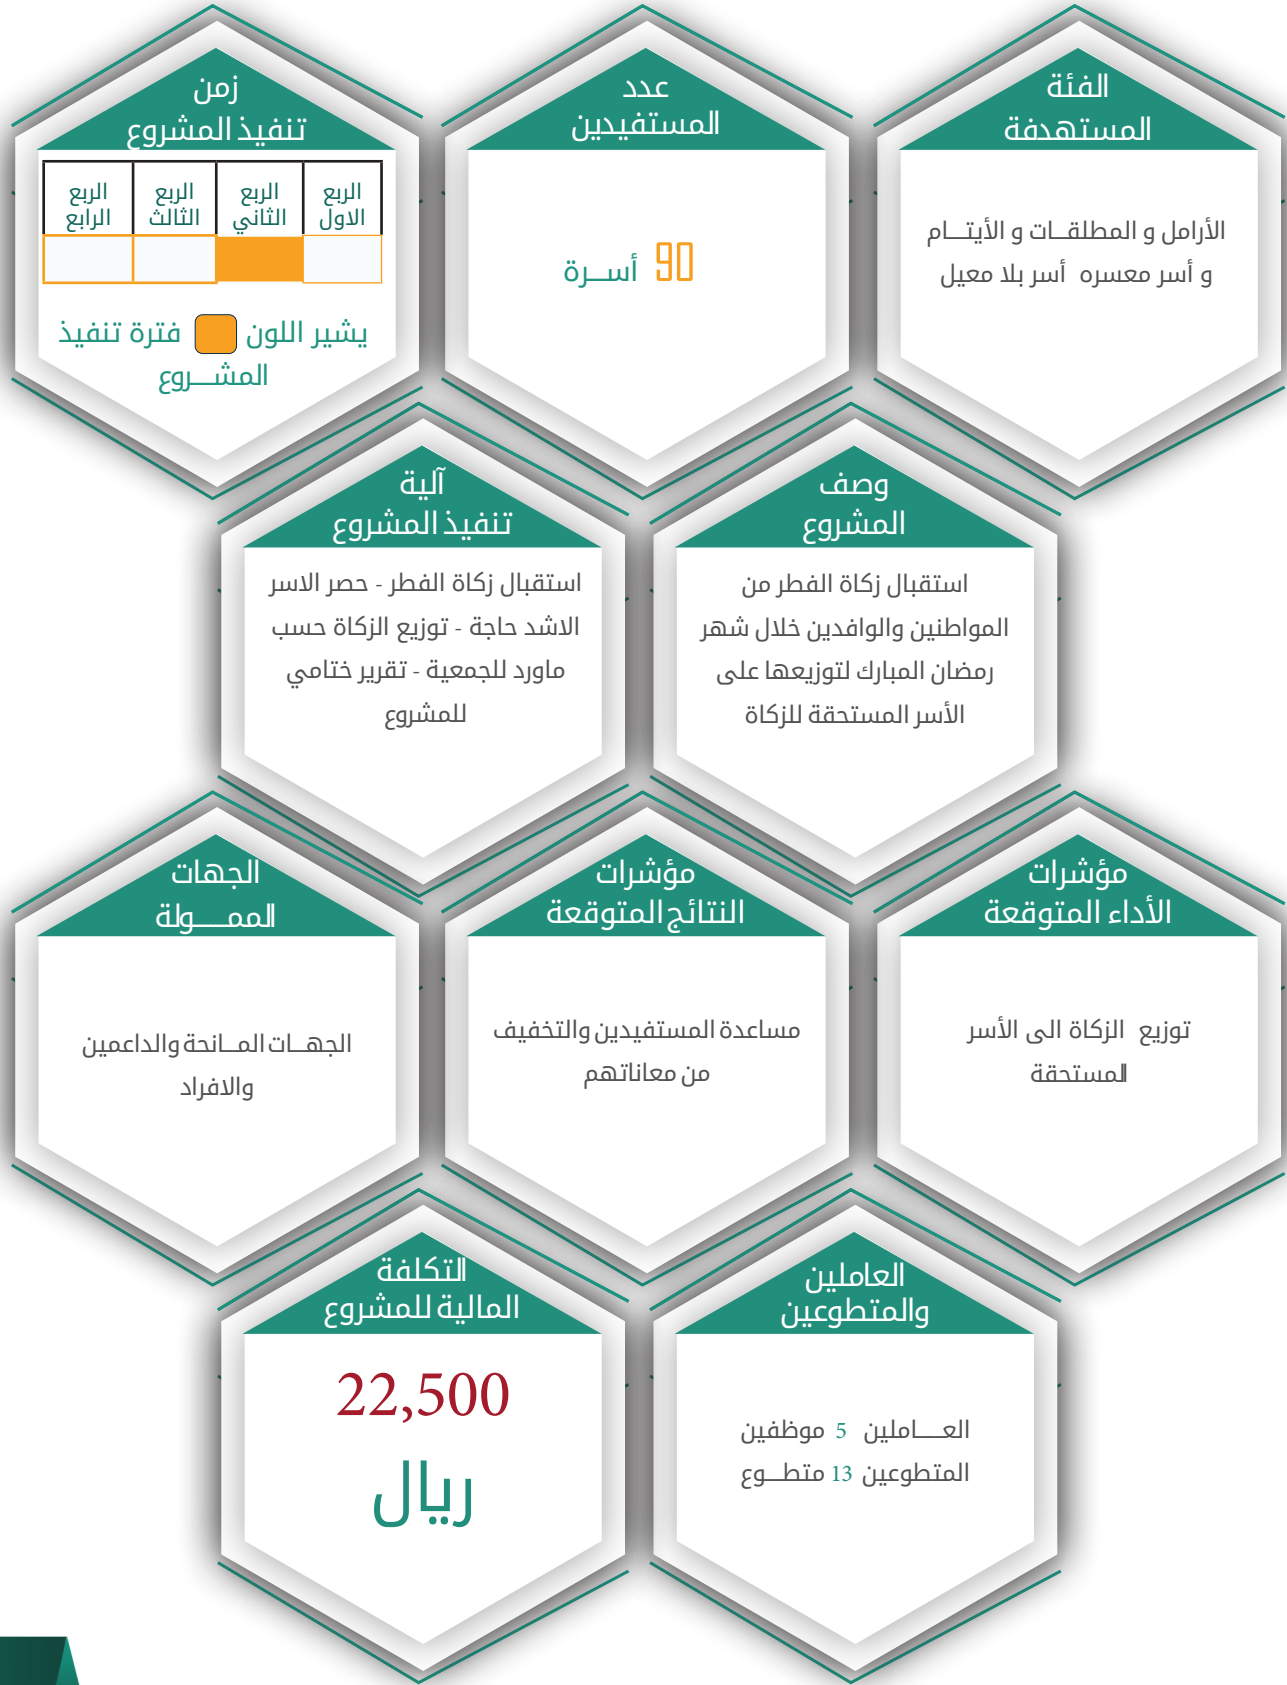 الفئة
المستهدفة
الأرامل و المطلقــات و الأيتــام
و أسر معسره أسر بلا معيل
عدد
المستفيدين
90 أســرة
زمن
تنفيذ المشروع
الربع الاول الربع الثاني الربع الثالث الربع الرابع
يشير اللون فترة تنفيذ
المشـــروع
وصف
المشروع
استقبال زكاة الفطر من
المواطنين والوافدين خلال شهر
رمضان المبارك لتوزيعها على
الأسر المستحقة للزكاة
آلية
تنفيذ المشروع
استقبال زكاة الفطر - حصر الاسر
الاشد حاجة - توزيع الزكاة حسب
ماورد للجمعية - تقرير ختامي
للمشروع
مؤشرات
الأداء المتوقعة
توزيع الزكاة الى الأسر
المستحقة
مؤشرات
النتائج المتوقعة
مساعدة المستفيدين والتخفيف
من معاناتهم
الجهات
الممــــولة
الجهــات المــانحة والداعمين
والافراد
العاملين
والمتطوعين
العــــاملين 5 موظفين
المتطوعين 13 متطـــوع
التكلفة
المالية للمشروع
22,500
ريال